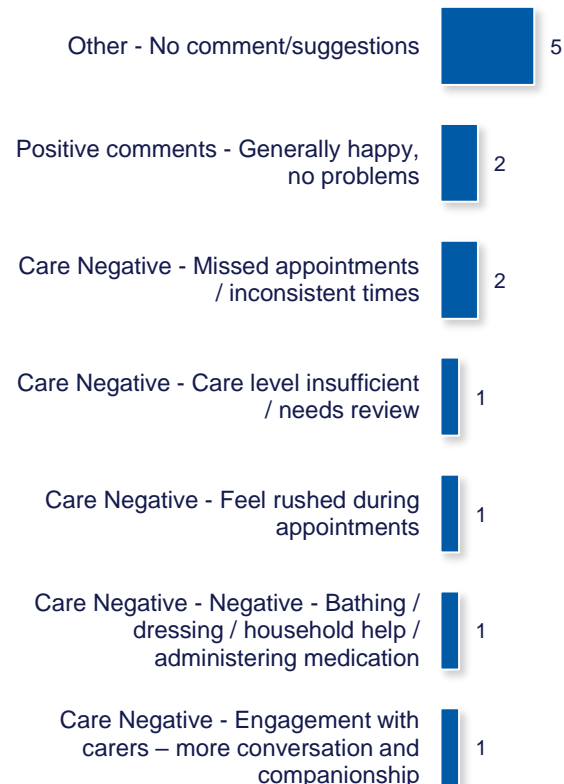 Other - No comment/suggestions
5
Positive comments - Generally happy,
no problems
2
Care Negative - Missed appointments
/ inconsistent times
2
Care Negative - Care level insufficient
/ needs review
1
Care Negative - Feel rushed during
appointments
1
Care Negative - Negative - Bathing /
dressing / household help /
administering medication
1
Care Negative - Engagement with
carers – more conversation and
companionship
1